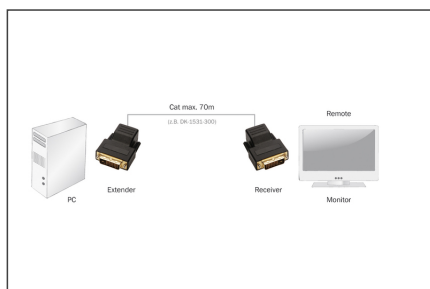 Cat max. 70m
(z.B. DK-1531-300)
Remote
PC
Extender
Receiver
Monitor